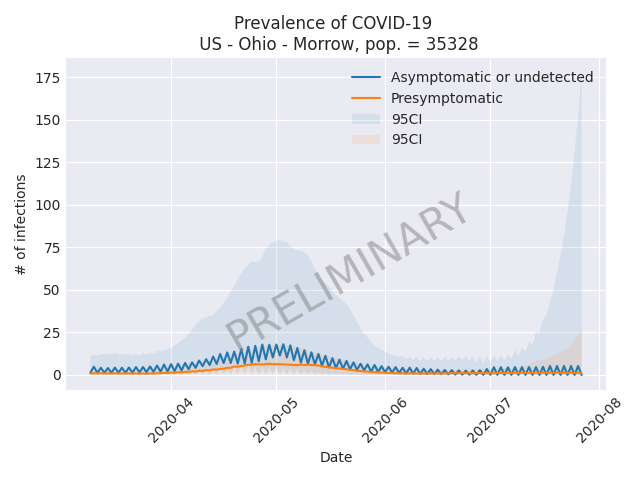 Prevalence of COVID-19
US - Ohio - Morrow, pop. = 35328
Asymptomatic or undetected
Presymptomatic
95CI
95CI
PRELIMINARY
# of infections
175
150
125
100
75
50
25
0
2020-04
2020-05
2020-06
2020-07
2020-08
Date